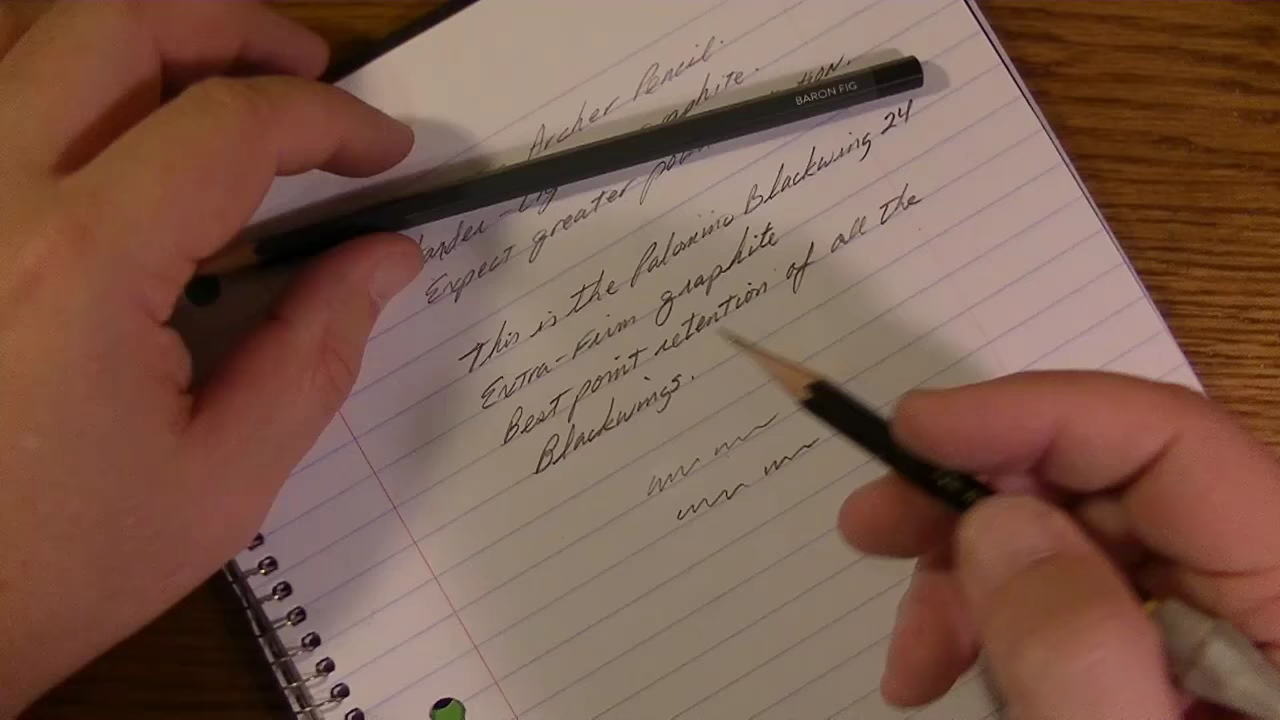 Archer Pencil.
graphite.
Expect greater
BARON FIG
This is the Palomino Blackwing 24
Extra-Firm graphite
Best point retention of all the
Blackwings.